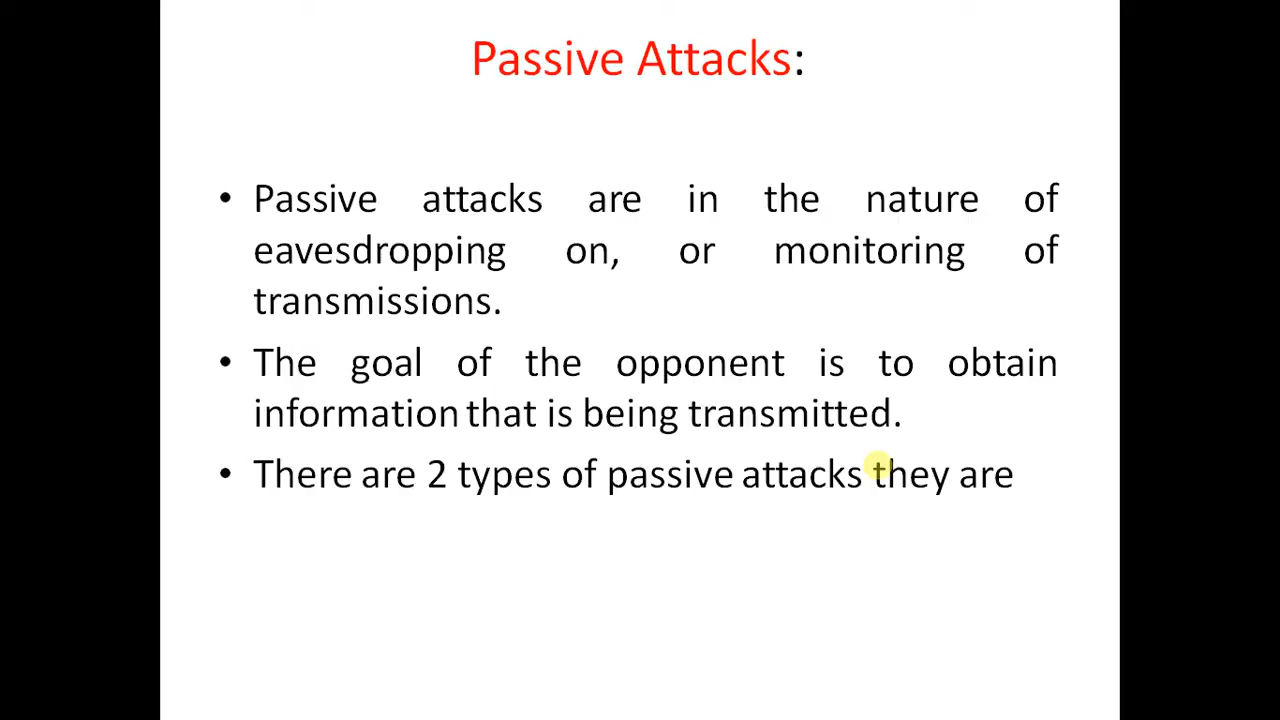 Passive Attacks:
• Passive attacks are in the nature of
eavesdropping on, or monitoring of
transmissions.
• The goal of the opponent is to obtain
information that is being transmitted.
• There are 2 types of passive attacks they are